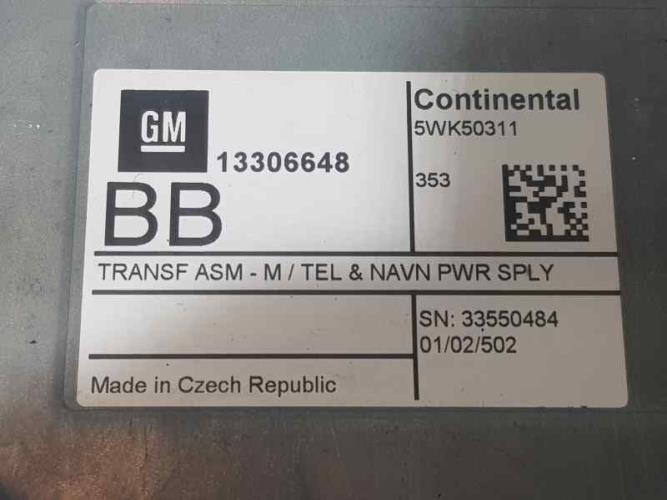 GM
13306648
BB
Continental
5WK50311
353
TRANSF ASM - M / TEL & NAVN PWR SPLY
SN: 33550484
01/02/502
Made in Czech Republic